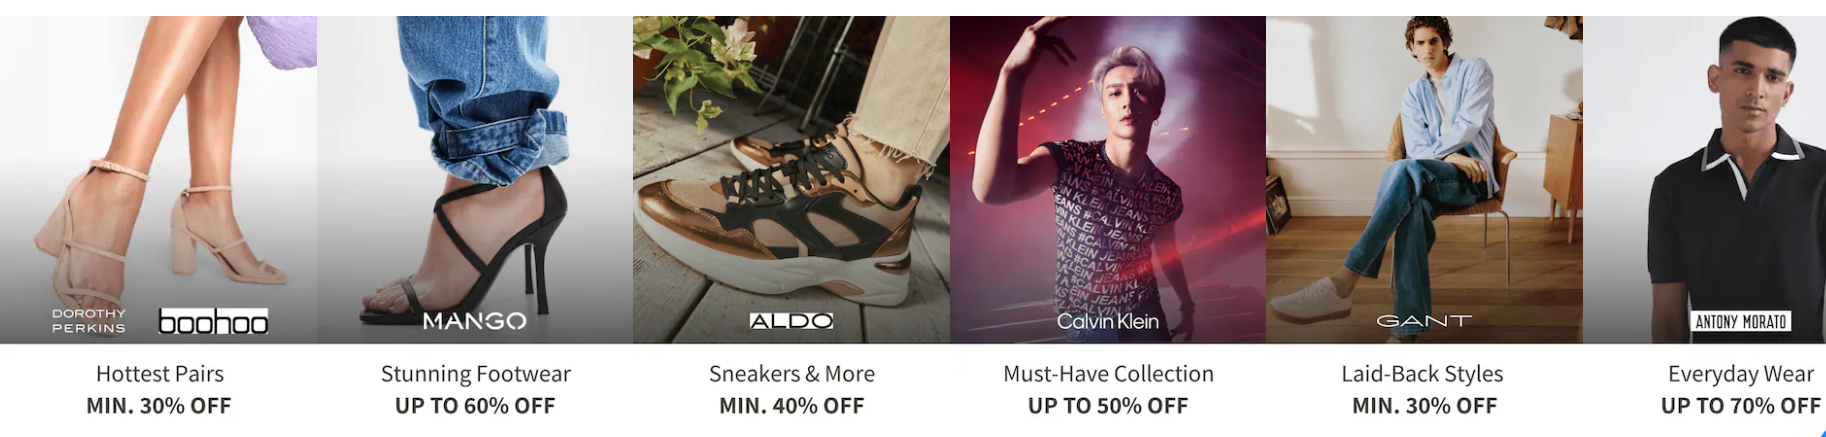 DOROTHY
PERKINS
boohoo
MANGO
ALDO
Calvin Klein
GANT
ANTONY MORATO
Hottest Pairs
MIN. 30% OFF
Stunning Footwear
UP TO 60% OFF
Sneakers & More
MIN. 40% OFF
Must-Have Collection
UP TO 50% OFF
Laid-Back Styles
MIN. 30% OFF
Everyday Wear
UP TO 70% OFF